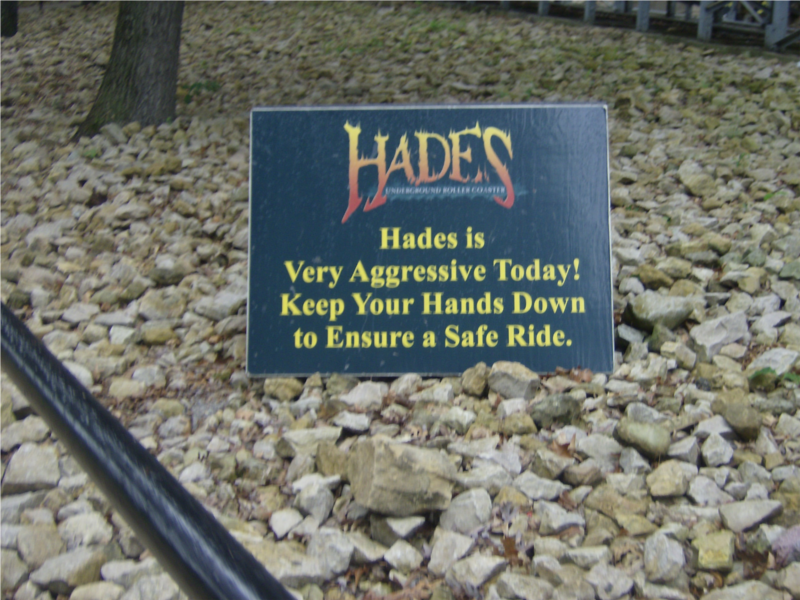 HADES
UNDERGROUND ROLLER COASTER
Hades is
Very Aggressive Today!
Keep Your Hands Down
to Ensure a Safe Ride.